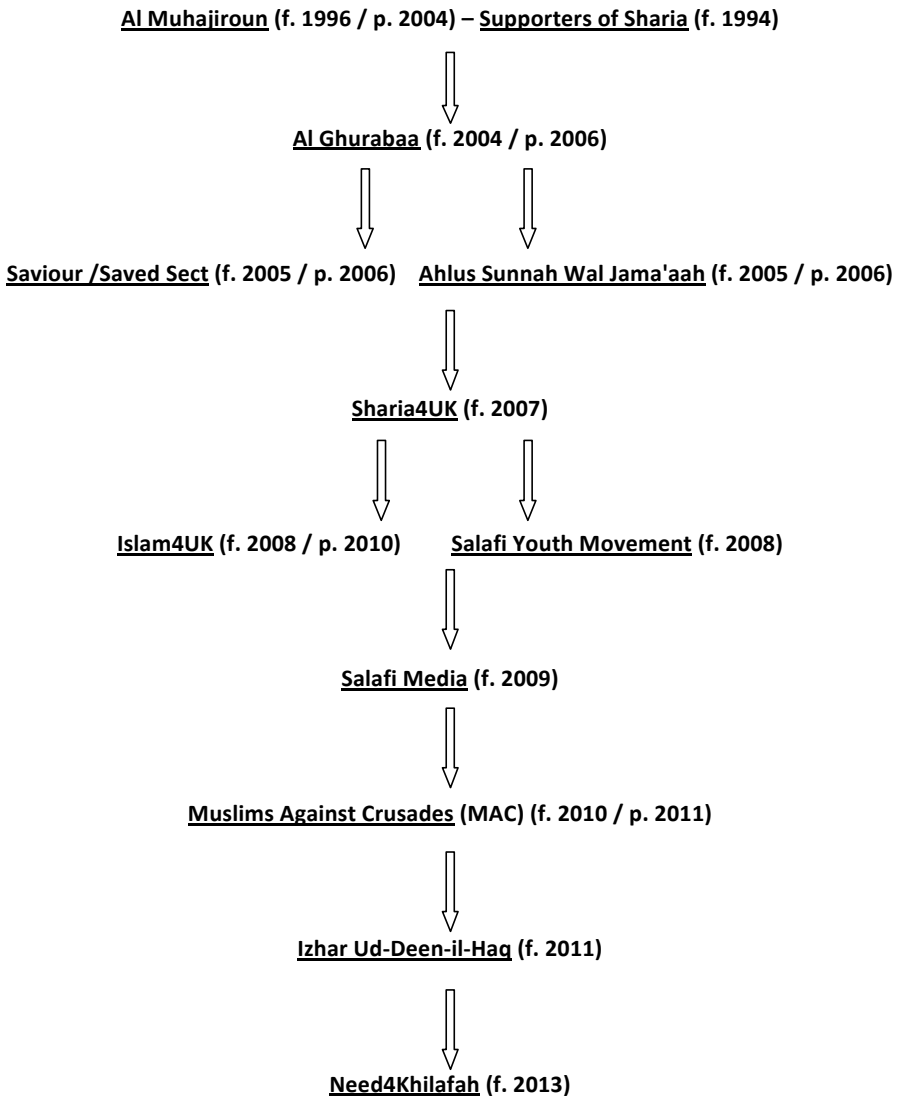 Al Muhajiroun (f. 1996 / p. 2004) – Supporters of Sharia (f. 1994)
Al Ghurabaa (f. 2004 / p. 2006)
Saviour /Saved Sect (f. 2005 / p. 2006) Ahlus Sunnah Wal Jama'aah (f. 2005 / p. 2006)
Sharia4UK (f. 2007)
Islam4UK (f. 2008 / p. 2010) Salafi Youth Movement (f. 2008)
Salafi Media (f. 2009)
Muslims Against Crusades (MAC) (f. 2010 / p. 2011)
Izhar Ud-Deen-il-Haq (f. 2011)
Need4Khilafah (f. 2013)